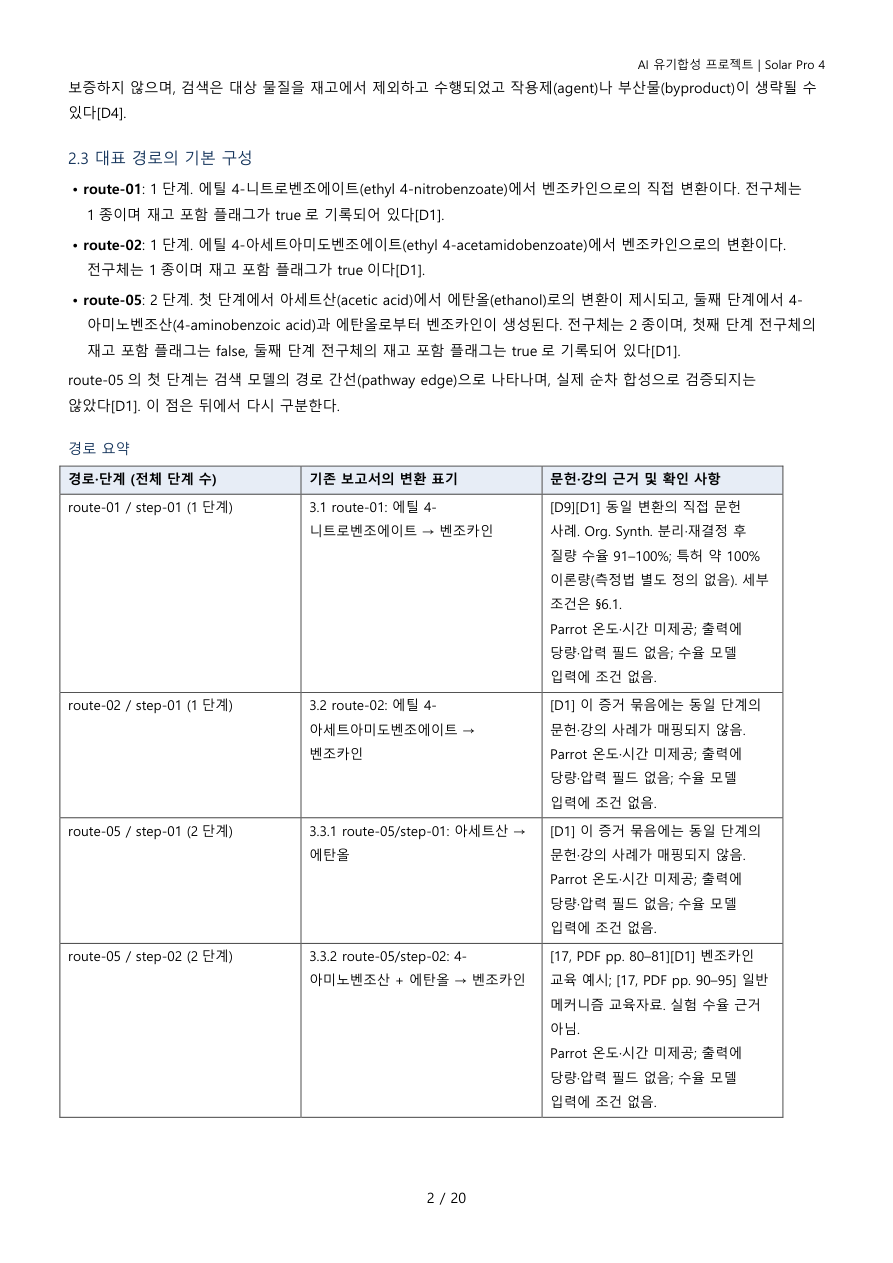 AI 유기합성 프로젝트 | Solar Pro 4
보증하지 않으며, 검색은 대상 물질을 재고에서 제외하고 수행되었고 작용제(agent)나 부산물(byproduct)이 생략될 수
있다[D4].
2.3 대표 경로의 기본 구성
• route-01: 1 단계. 에틸 4-니트로벤조에이트(ethyl 4-nitrobenzoate)에서 벤조카인으로의 직접 변환이다. 전구체는
1 종이며 재고 포함 플래그가 true 로 기록되어 있다[D1].
• route-02: 1 단계. 에틸 4-아세트아미도벤조에이트(ethyl 4-acetamidobenzoate)에서 벤조카인으로의 변환이다.
전구체는 1 종이며 재고 포함 플래그가 true 이다[D1].
• route-05: 2 단계. 첫 단계에서 아세트산(acetic acid)에서 에탄올(ethanol)로의 변환이 제시되고, 둘째 단계에서 4-
아미노벤조산(4-aminobenzoic acid)과 에탄올로부터 벤조카인이 생성된다. 전구체는 2 종이며, 첫째 단계 전구체의
재고 포함 플래그는 false, 둘째 단계 전구체의 재고 포함 플래그는 true 로 기록되어 있다[D1].
route-05 의 첫 단계는 검색 모델의 경로 간선(pathway edge)으로 나타나며, 실제 순차 합성으로 검증되지는
않았다[D1]. 이 점은 뒤에서 다시 구분한다.
경로 요약
경로·단계 (전체 단계 수)
기존 보고서의 변환 표기
문헌·강의 근거 및 확인 사항
route-01 / step-01 (1 단계)
3.1 route-01: 에틸 4-
니트로벤조에이트 → 벤조카인
[D9][D1] 동일 변환의 직접 문헌
사례. Org. Synth. 분리·재결정 후
질량 수율 91–100%; 특허 약 100%
이론량(측정법 별도 정의 없음). 세부
조건은 §6.1.
Parrot 온도·시간 미제공; 출력에
당량·압력 필드 없음; 수율 모델
입력에 조건 없음.
route-02 / step-01 (1 단계)
3.2 route-02: 에틸 4-
아세트아미도벤조에이트 →
벤조카인
[D1] 이 증거 묶음에는 동일 단계의
문헌·강의 사례가 매핑되지 않음.
Parrot 온도·시간 미제공; 출력에
당량·압력 필드 없음; 수율 모델
입력에 조건 없음.
route-05 / step-01 (2 단계)
3.3.1 route-05/step-01: 아세트산 →
에탄올
[D1] 이 증거 묶음에는 동일 단계의
문헌·강의 사례가 매핑되지 않음.
Parrot 온도·시간 미제공; 출력에
당량·압력 필드 없음; 수율 모델
입력에 조건 없음.
route-05 / step-02 (2 단계)
3.3.2 route-05/step-02: 4-
아미노벤조산 + 에탄올 → 벤조카인
[17, PDF pp. 80–81][D1] 벤조카인
교육 예시; [17, PDF pp. 90–95] 일반
메커니즘 교육자료. 실험 수율 근거
아님.
Parrot 온도·시간 미제공; 출력에
당량·압력 필드 없음; 수율 모델
입력에 조건 없음.
2 / 20